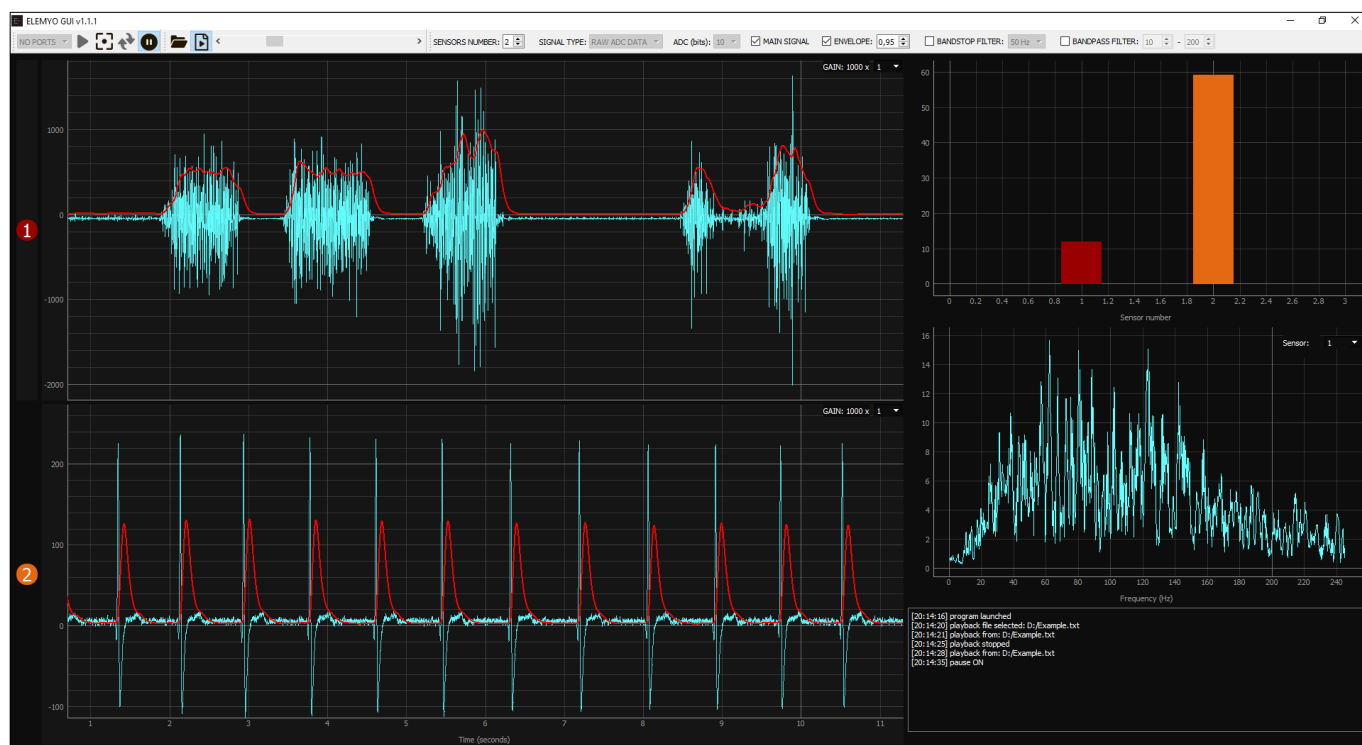 ELEMYO GUI v1.1.1
NO PORTS
SENSORS NUMBER: 2 SIGNAL TYPE: RAW ADC DATA ADC (bits): 10 MAIN SIGNAL ENVELOPE: 0,95 BANDSTOP FILTER: 50 Hz BANDPASS FILTER: 10 - 200
1
GAIN: 1000 x 1
1000
0
-1000
-2000
2
GAIN: 1000 x 1
200
100
0
-100
1 2 3 4 5 6 7 8 9 10 11
Time (seconds)
60
50
40
30
20
10
0
0 0.2 0.4 0.6 0.8 1 1.2 1.4 1.6 1.8 2 2.2 2.4 2.6 2.8 3
Sensor number
Sensor: 1
16
14
12
10
8
6
4
2
0
0 20 40 60 80 100 120 140 160 180 200 220 240
Frequency (Hz)
[20:14:16] program launched
[20:14:20] playback file selected: D:/Example.txt
[20:14:21] playback from: D:/Example.txt
[20:14:25] playback stopped
[20:14:28] playback from: D:/Example.txt
[20:14:35] pause ON